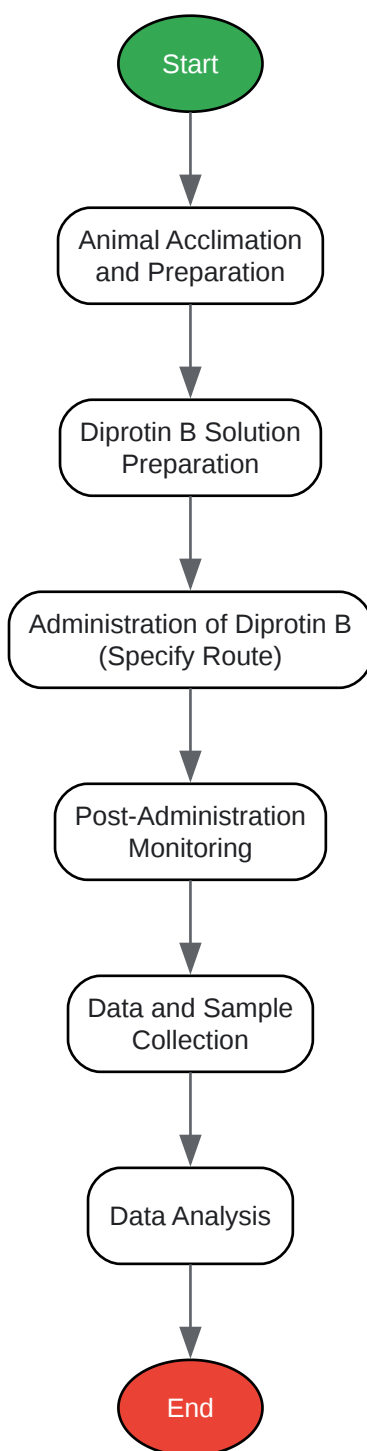 Start
Animal Acclimation
and Preparation
Diprotin B Solution
Preparation
Administration of Diprotin B
(Specify Route)
Post-Administration
Monitoring
Data and Sample
Collection
Data Analysis
End